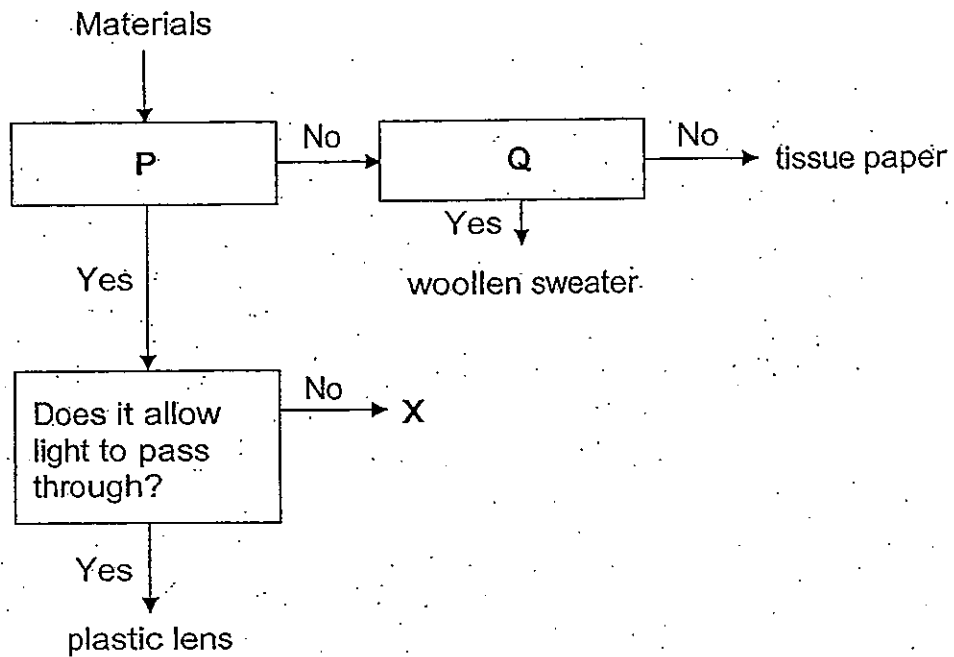 Materials
P
No
Q
No
tissue paper
Yes
woollen sweater
Yes
Does it allow
light to pass
through?
No
X
Yes
plastic lens